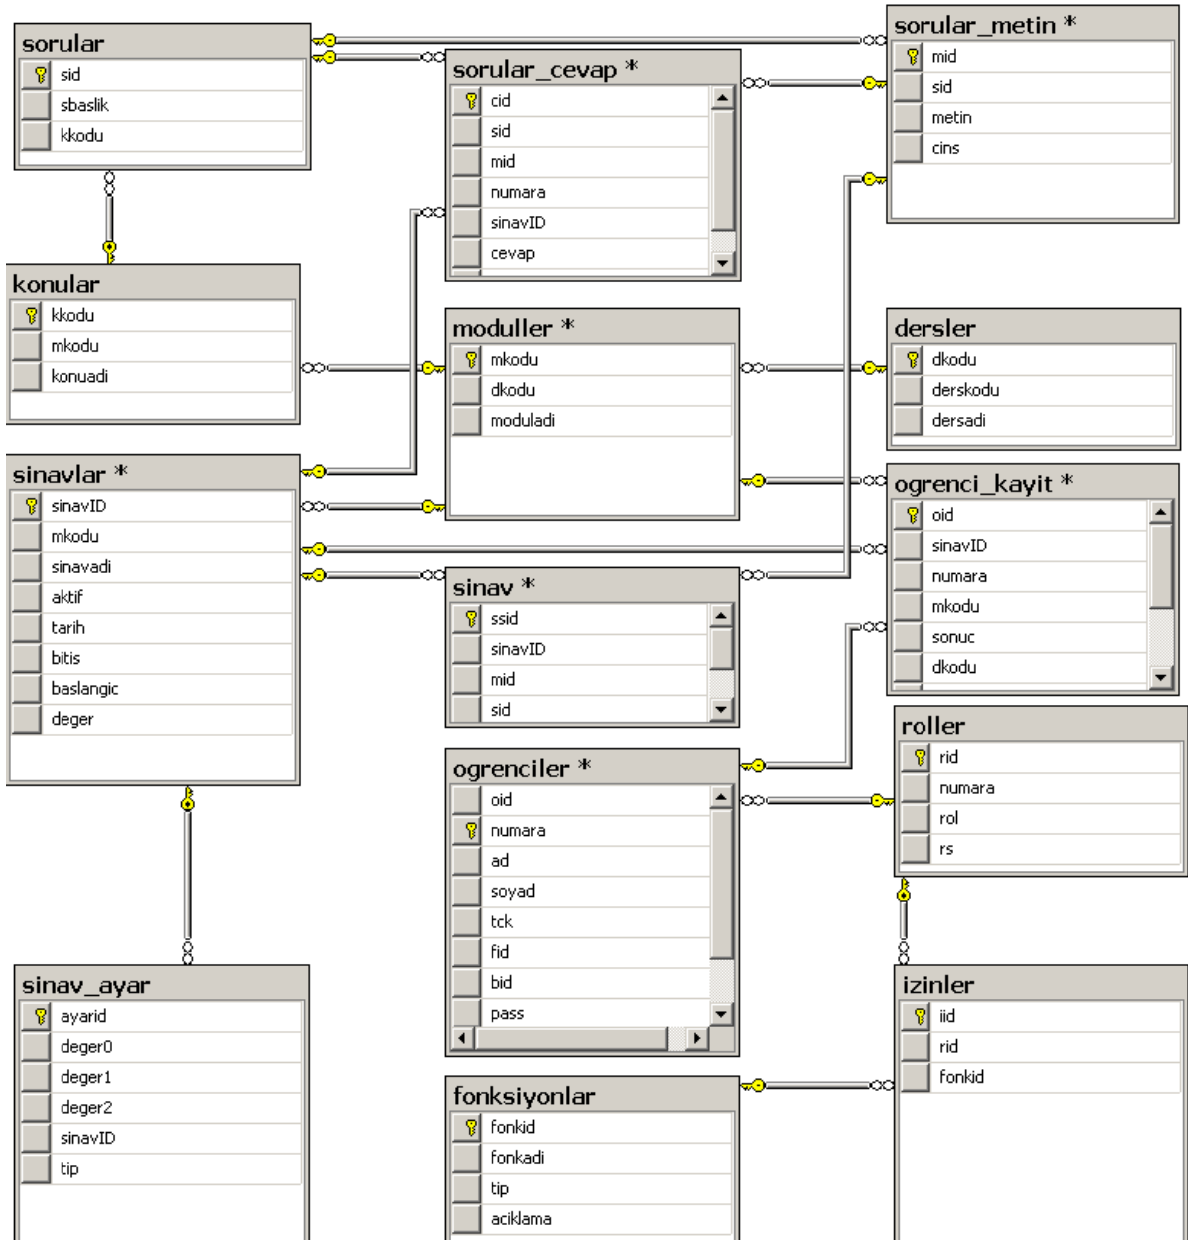 sorular
sid
sbaslik
kkodu
sorular_cevap *
cid
sid
mid
numara
sinavID
cevap
sorular_metin *
mid
sid
metin
cins
konular
kkodu
mkodu
konuadi
moduller *
mkodu
dkodu
moduladi
dersler
dkodu
derskodu
dersadi
sinavlar *
sinavID
mkodu
sinavadi
aktif
tarih
bitis
baslangic
deger
sinav *
ssid
sinavID
mid
sid
ogrenci_kayit *
oid
sinavID
numara
mkodu
sonuc
dkodu
ogrenciler *
oid
numara
ad
soyad
tck
fid
bid
pass
roller
rid
numara
rol
rs
sinav_ayar
ayarid
deger0
deger1
deger2
sinavID
tip
fonksiyonlar
fonkid
fonkadi
tip
aciklama
izinler
iid
rid
fonkid